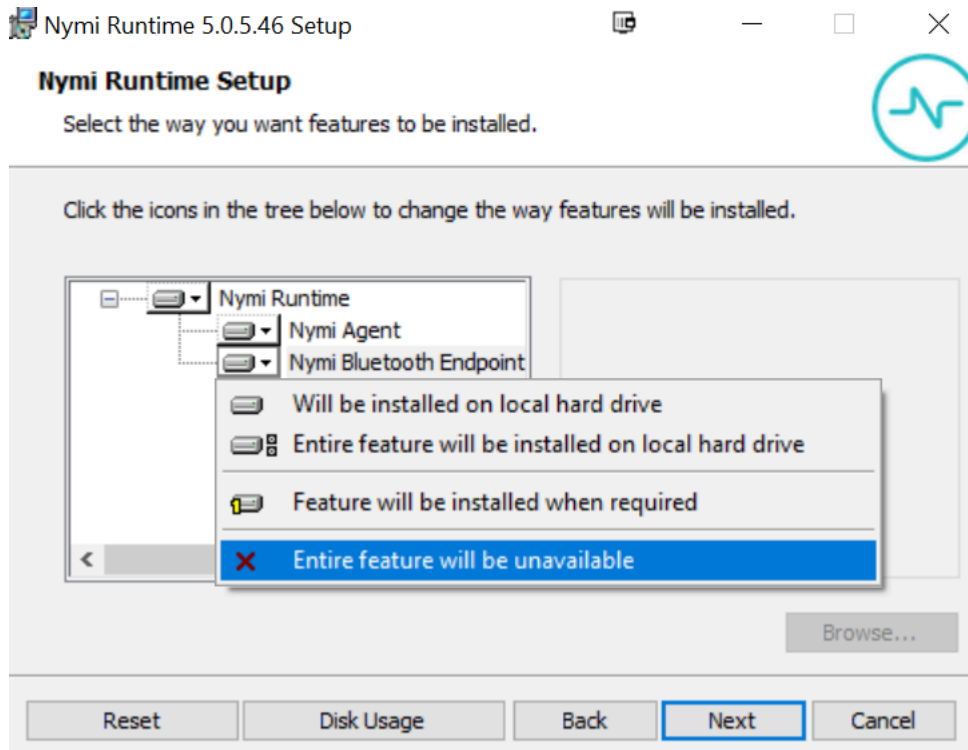 Nymi Runtime 5.0.5.46 Setup
Nymi Runtime Setup
Select the way you want features to be installed.
Click the icons in the tree below to change the way features will be installed.
Nymi Runtime
Nymi Agent
Nymi Bluetooth Endpoint
Will be installed on local hard drive
Entire feature will be installed on local hard drive
Feature will be installed when required
Entire feature will be unavailable
Browse...
Reset Disk Usage Back Next Cancel